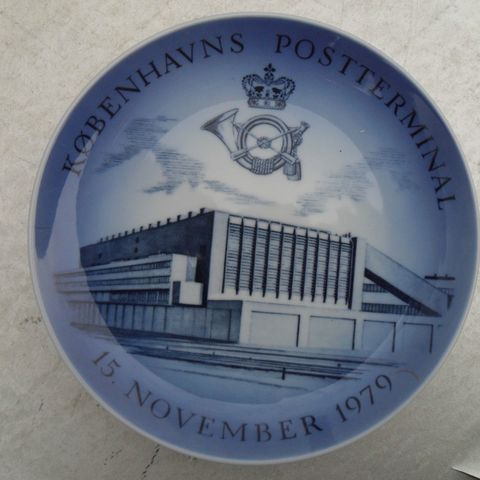 KØBENHAVNS POSTTERMINAL
15. NOVEMBER 1979